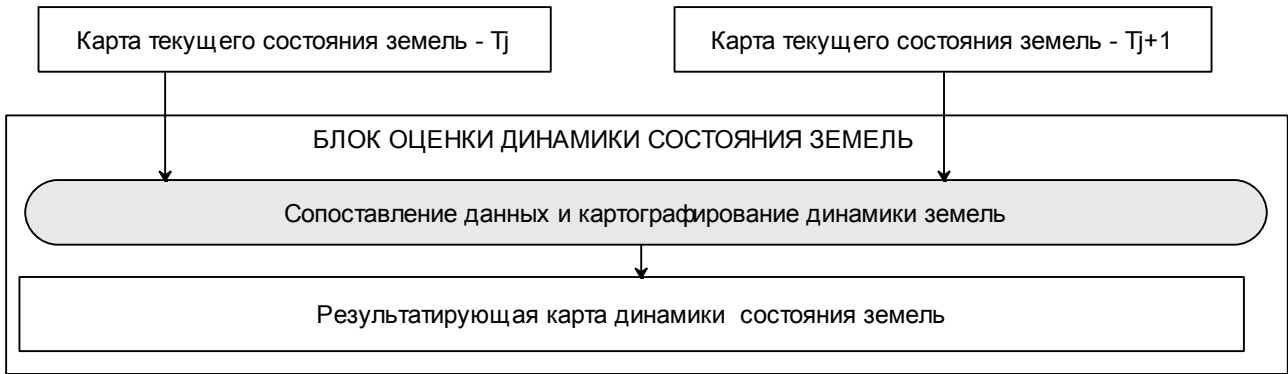 Карта текущего состояния земель - Tj
Карта текущего состояния земель - Tj+1
БЛОК ОЦЕНКИ ДИНАМИКИ СОСТОЯНИЯ ЗЕМЕЛЬ
Сопоставление данных и картографирование динамики земель
Результатирующая карта динамики состояния земель